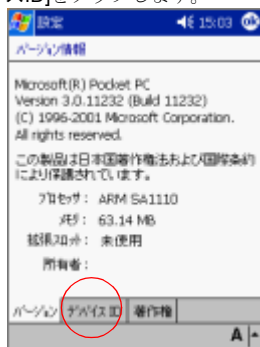 ス ID]をタップします。
設定 15:03
バージョン情報
Microsoft(R) Pocket PC
Version 3.0.11232 (Build 11232)
(C) 1996-2001 Microsoft Corporation.
All rights reserved.
この製品は日本国著作権法および国際条約
により保護されています。
プロセッサ： ARM SA1110
メモリ： 63.14 MB
拡張スロット： 未使用
所有者：
バージョン デバイス ID 著作権
A